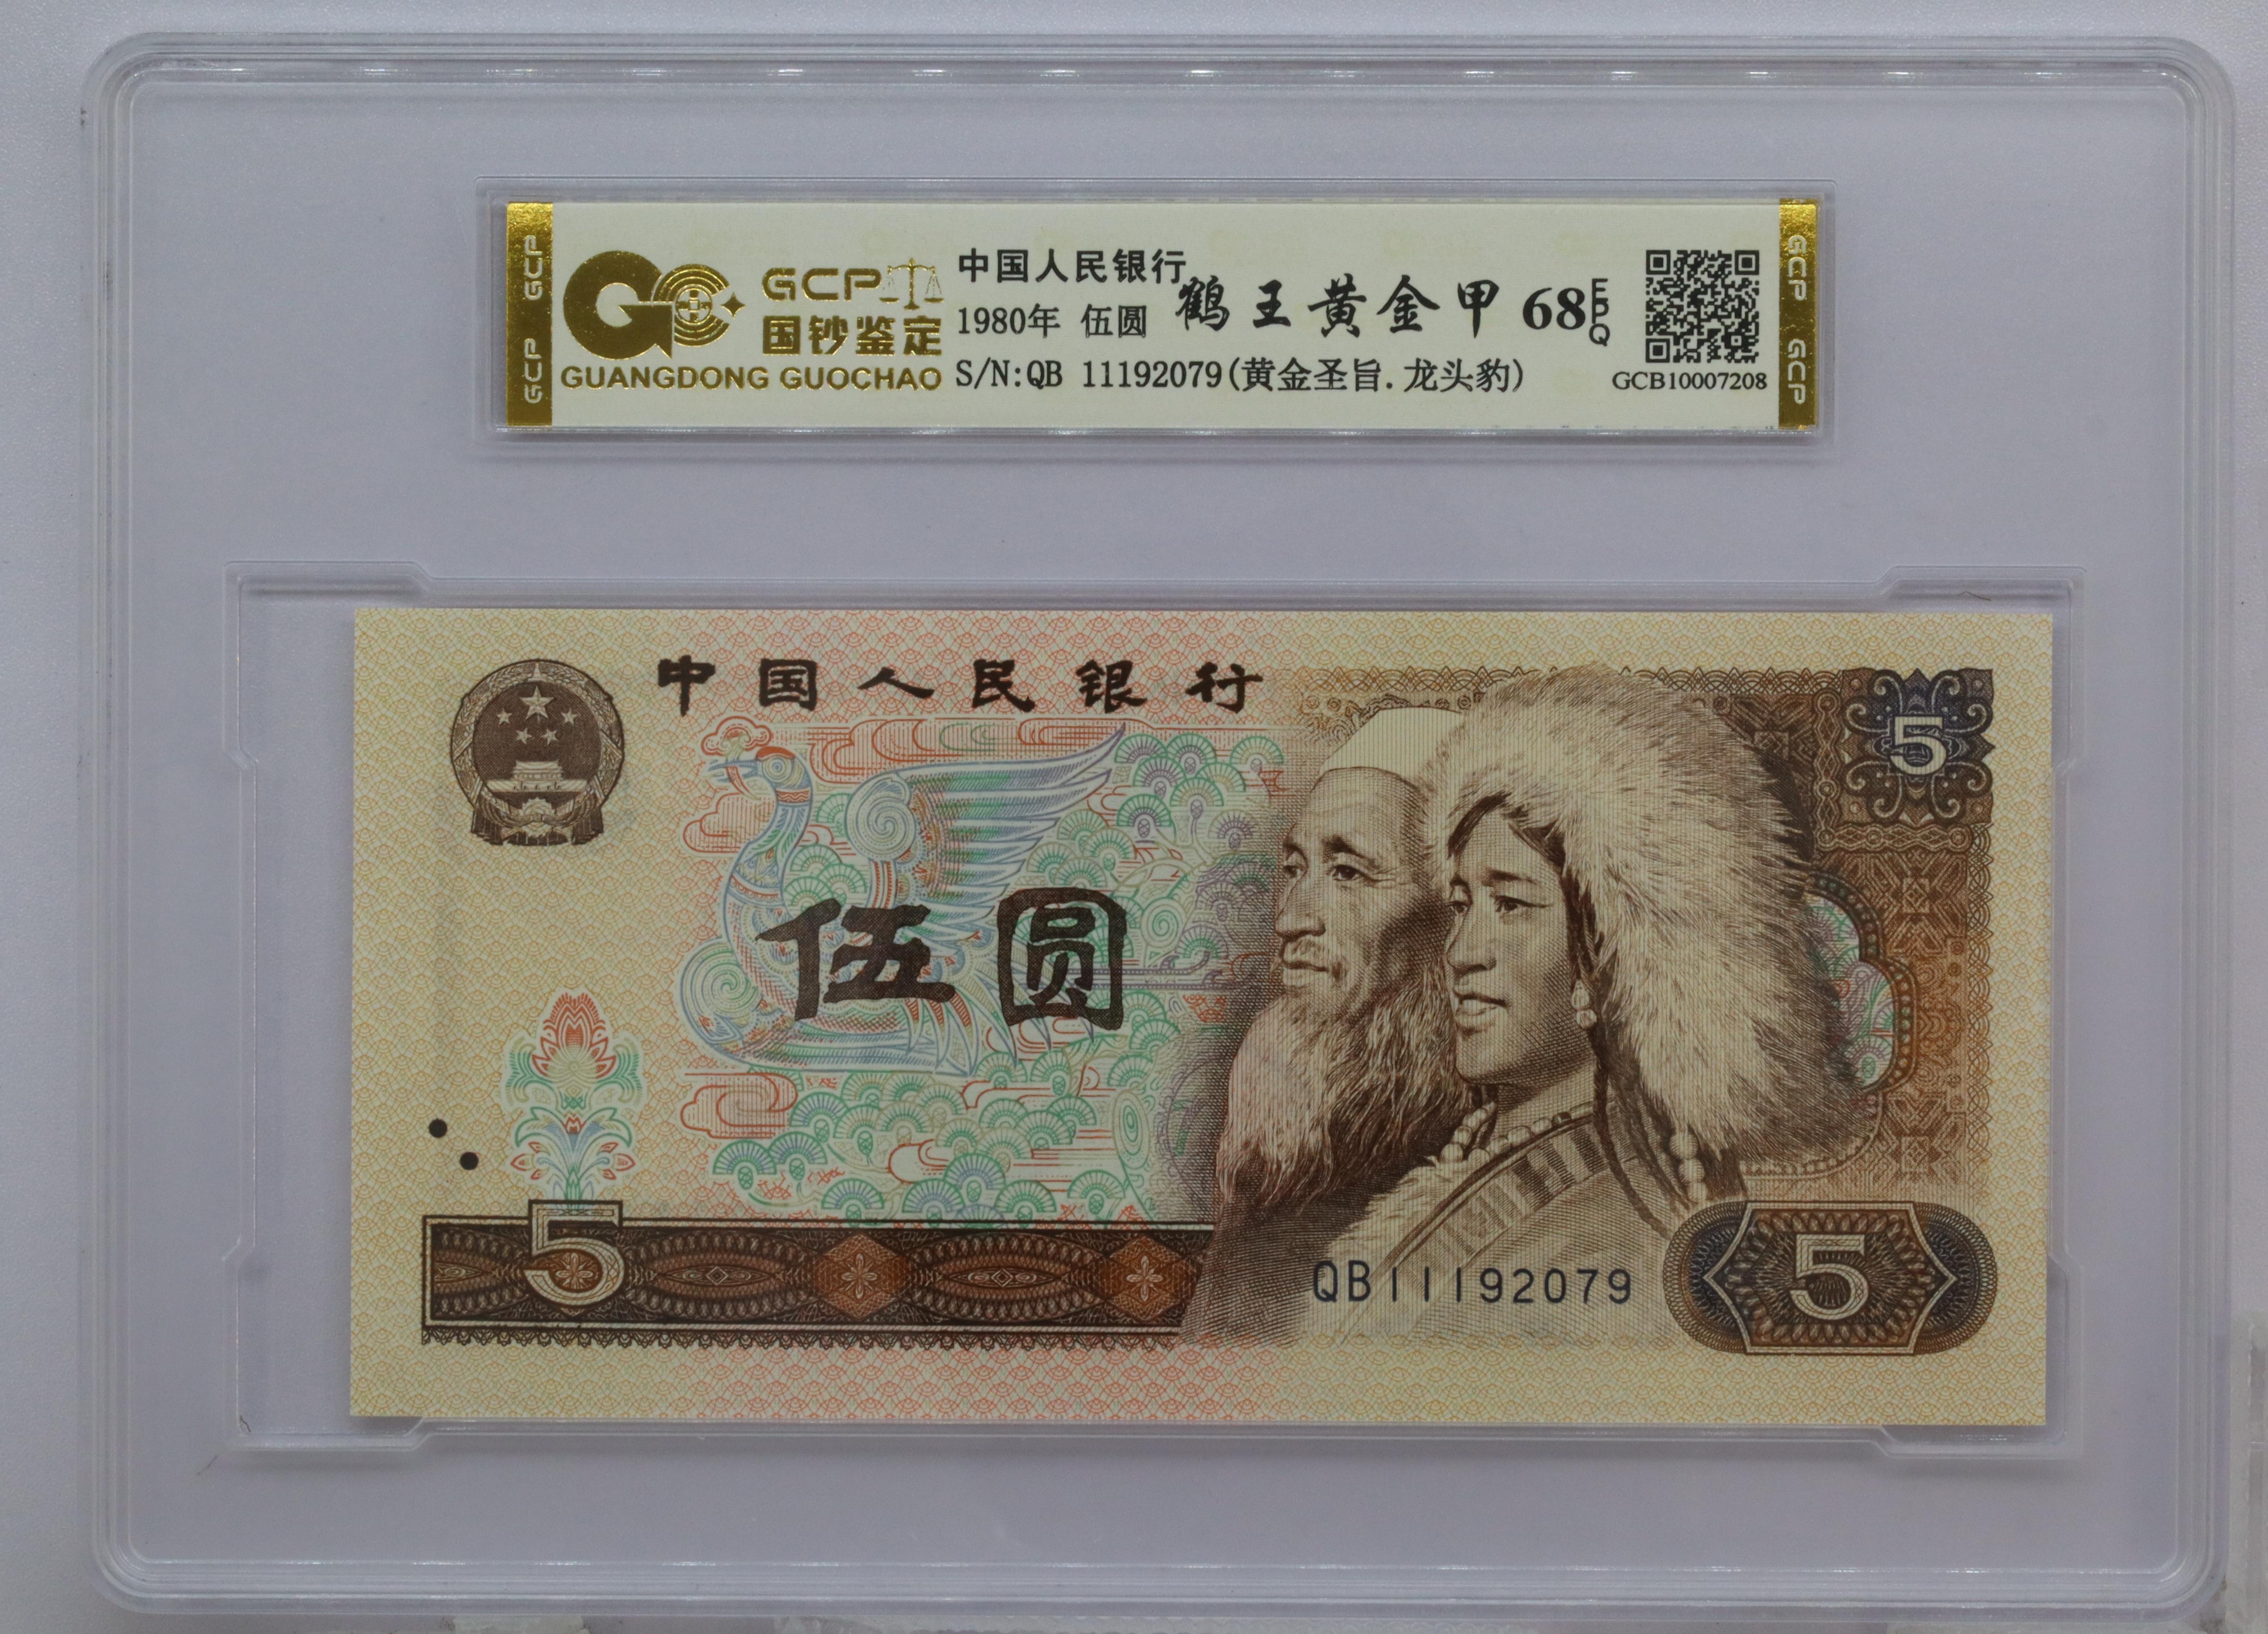 GCP GCP
GCP
国钞鉴定
GUANGDONG GUOCHAO
中国人民银行
1980年 伍圆
鹤王黄金甲 68 EPQ
S/N:QB 11192079(黄金圣旨.龙头豹)
GCB10007208
GCP GCP
中国人民银行
5
伍圆
5
QB11192079
5